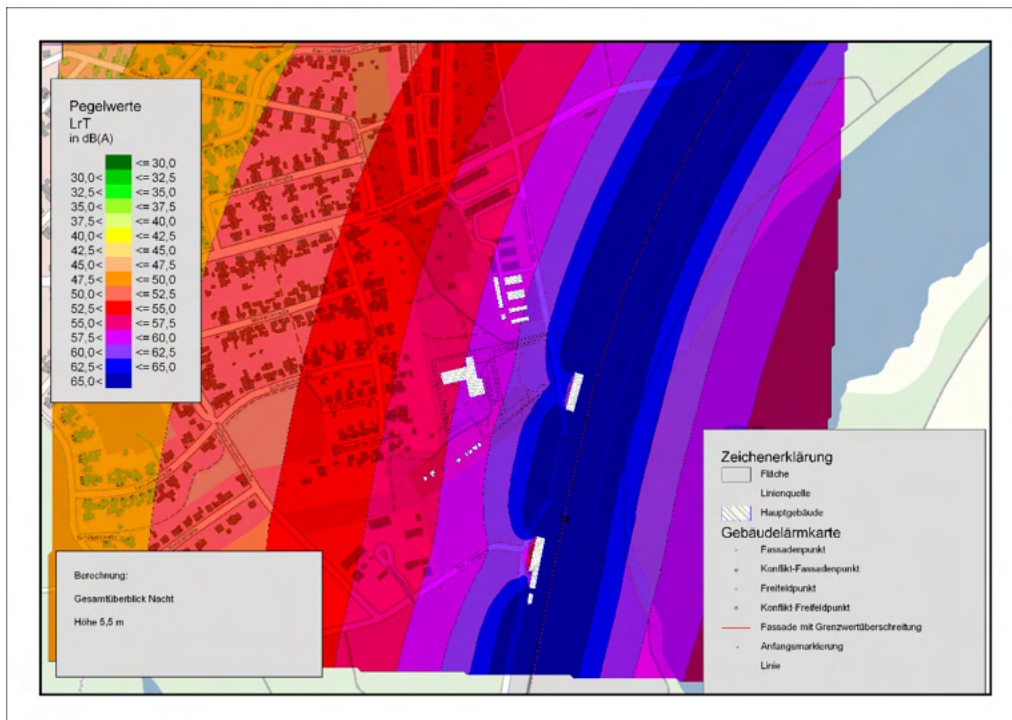 Pegelwerte
LrT
in dB(A)
<= 30,0
30,0< <= 32,5
32,5< <= 35,0
35,0< <= 37,5
37,5< <= 40,0
40,0< <= 42,5
42,5< <= 45,0
45,0< <= 47,5
47,5< <= 50,0
50,0< <= 52,5
52,5< <= 55,0
55,0< <= 57,5
57,5< <= 60,0
60,0< <= 62,5
62,5< <= 65,0
65,0<
Berechnung:
Gesamtüberblick Nacht
Höhe 5,5 m
Zeichenerklärung
Fläche
Linienquelle
Hauptgebäude
Gebäudelärmkarte
Fassadenpunkt
Konflikt-Fassadenpunkt
Freifeldpunkt
Konflikt-Freifeldpunkt
Fassade mit Grenzwertüberschreitung
Anfangsmarkierung
Linie